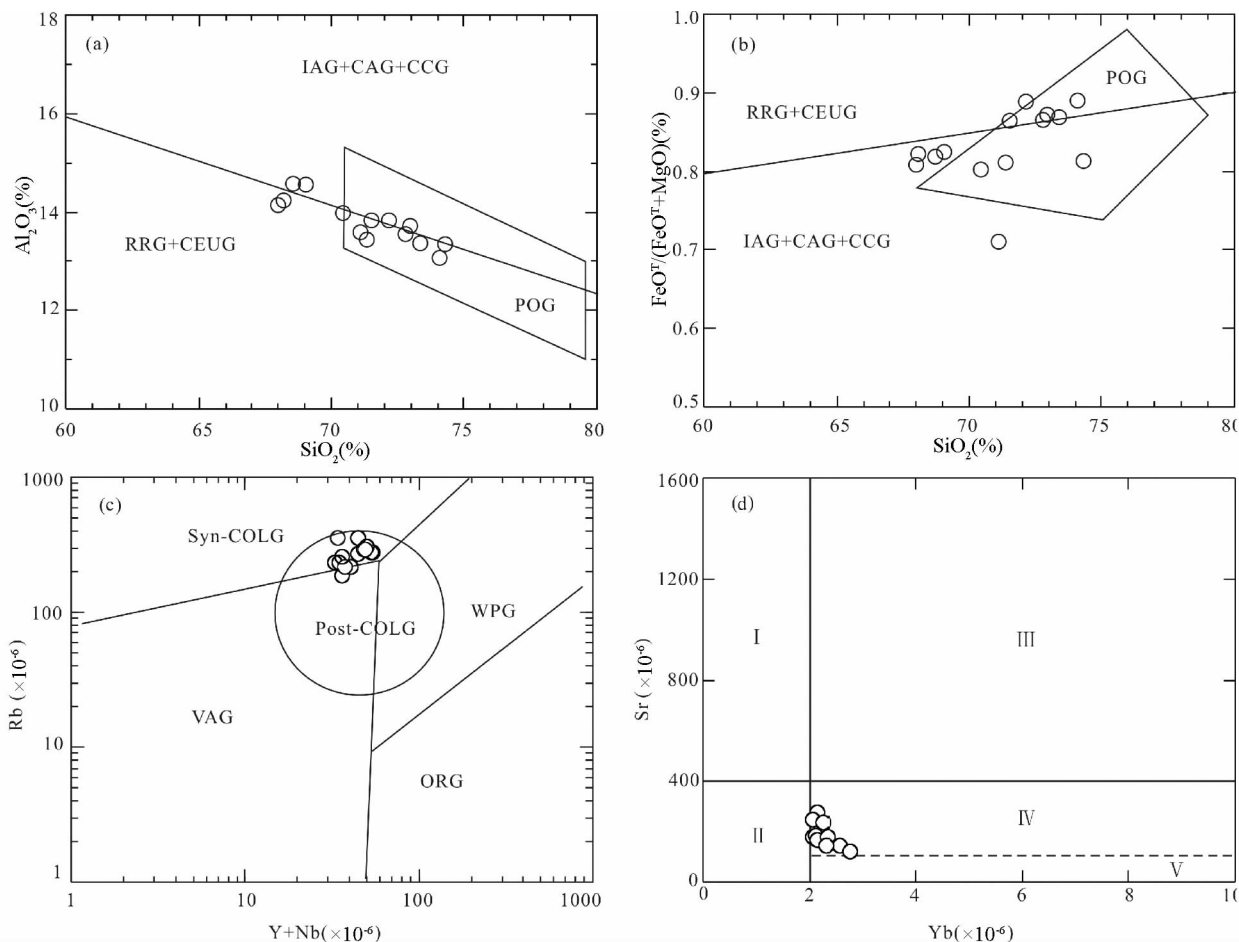 (a)
IAG+CAG+CCG
RRG+CEUG
POG
18
16
14
12
10
Al₂O₃(%)
60
65
70
75
80
SiO₂(%)
(b)
POG
RRG+CEUG
IAG+CAG+CCG
1.0
0.9
0.8
0.7
0.6
0.5
FeOᵀ/(FeOᵀ+MgO)(%)
60
65
70
75
80
SiO₂(%)
(c)
Syn-COLG
WPG
Post-COLG
VAG
ORG
1000
100
10
1
Rb(×10⁻⁶)
1
10
100
1000
Y+Nb(×10⁻⁶)
(d)
I
III
II
IV
V
1600
1200
800
400
0
Sr(×10⁻⁶)
0
2
4
6
8
10
Yb(×10⁻⁶)